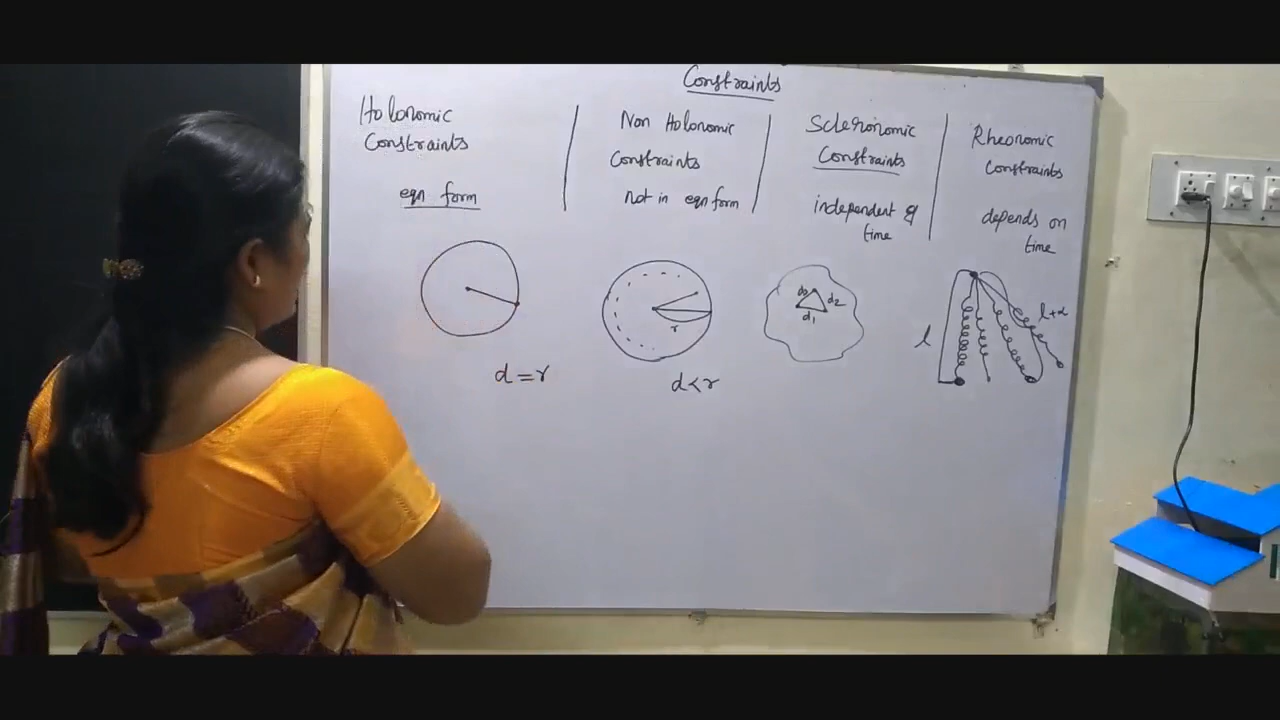 Constraints
Holonomic
Constraints
eqn form
d = r
Non Holonomic
Constraints
not in eqn form
r
d < r
Scleronomic
Constraints
independent of
time
d3
d2
d1
Rheonomic
Constraints
depends on
time
l
l+x